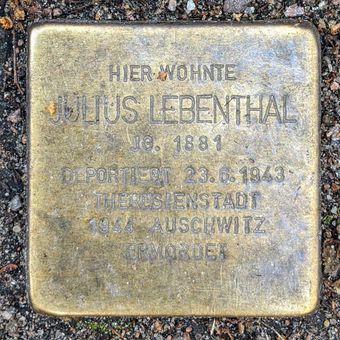 HIER WOHNTE
JULIUS LEBENTHAL
JG. 1881
DEPORTIERT 23.6.1943
THERESIENSTADT
1944 AUSCHWITZ
ERMORDET